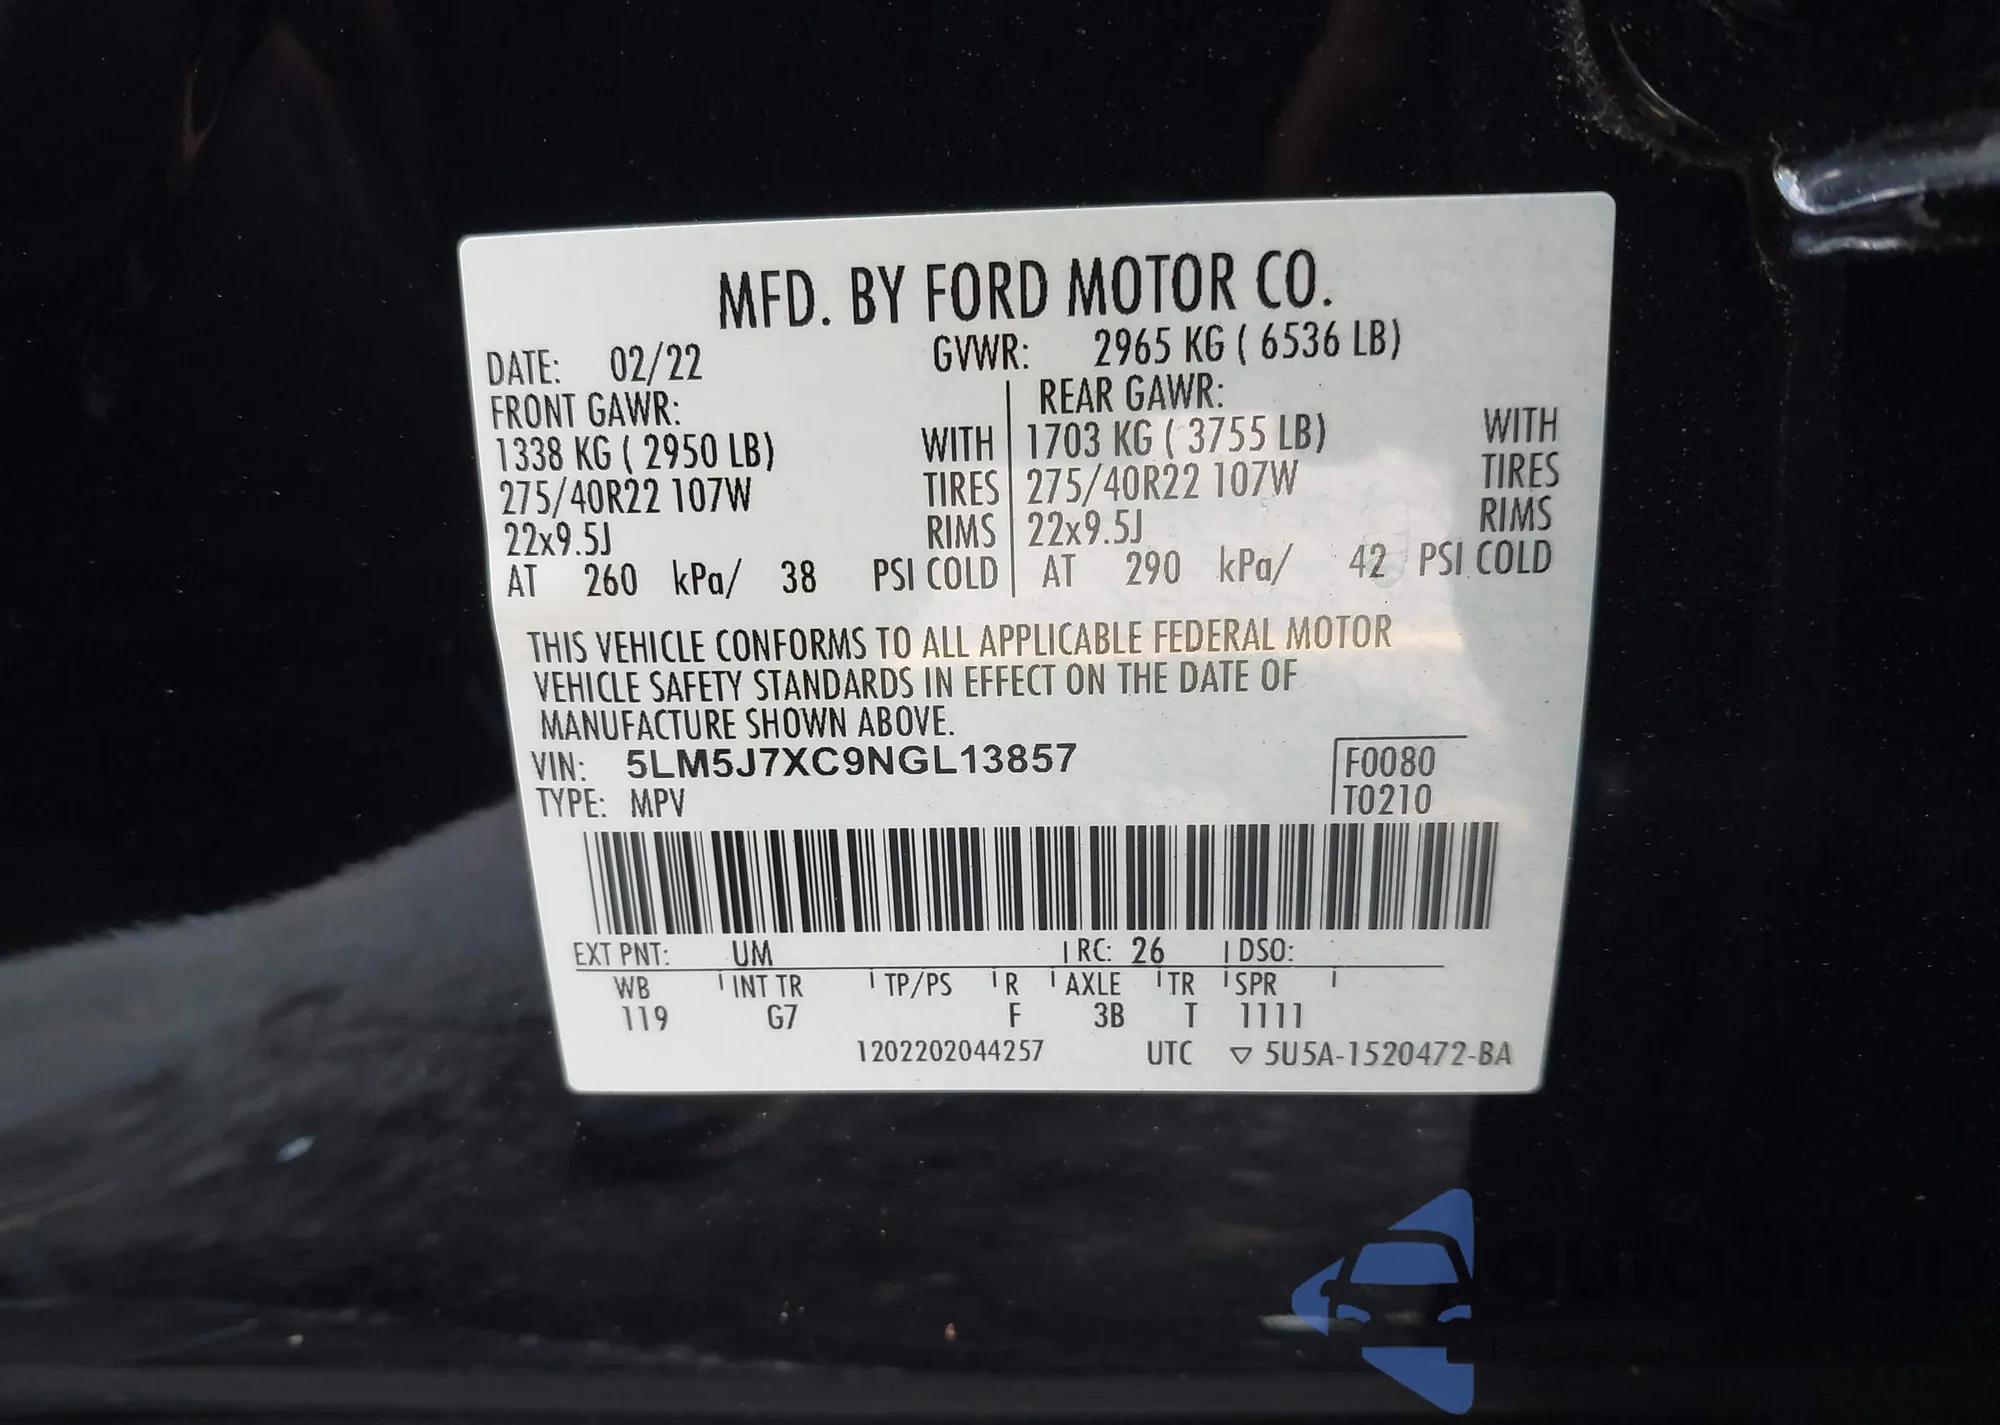 MFD. BY FORD MOTOR CO.
DATE: 02/22 GVWR: 2965 KG ( 6536 LB)
FRONT GAWR: REAR GAWR:
1338 KG ( 2950 LB) WITH 1703 KG ( 3755 LB) WITH
275/40R22 107W TIRES 275/40R22 107W TIRES
22x9.5J RIMS 22x9.5J RIMS
AT 260 kPa/ 38 PSI COLD AT 290 kPa/ 42 PSI COLD
THIS VEHICLE CONFORMS TO ALL APPLICABLE FEDERAL MOTOR
VEHICLE SAFETY STANDARDS IN EFFECT ON THE DATE OF
MANUFACTURE SHOWN ABOVE.
VIN: 5LM5J7XC9NGL13857 F0080
TYPE: MPV T0210
EXT PNT: UM RC: 26 DSO:
WB INT TR TP/PS R AXLE TR SPR
119 G7 F 3B T 1111
1202202044257 UTC ▽ 5U5A-1520472-BA